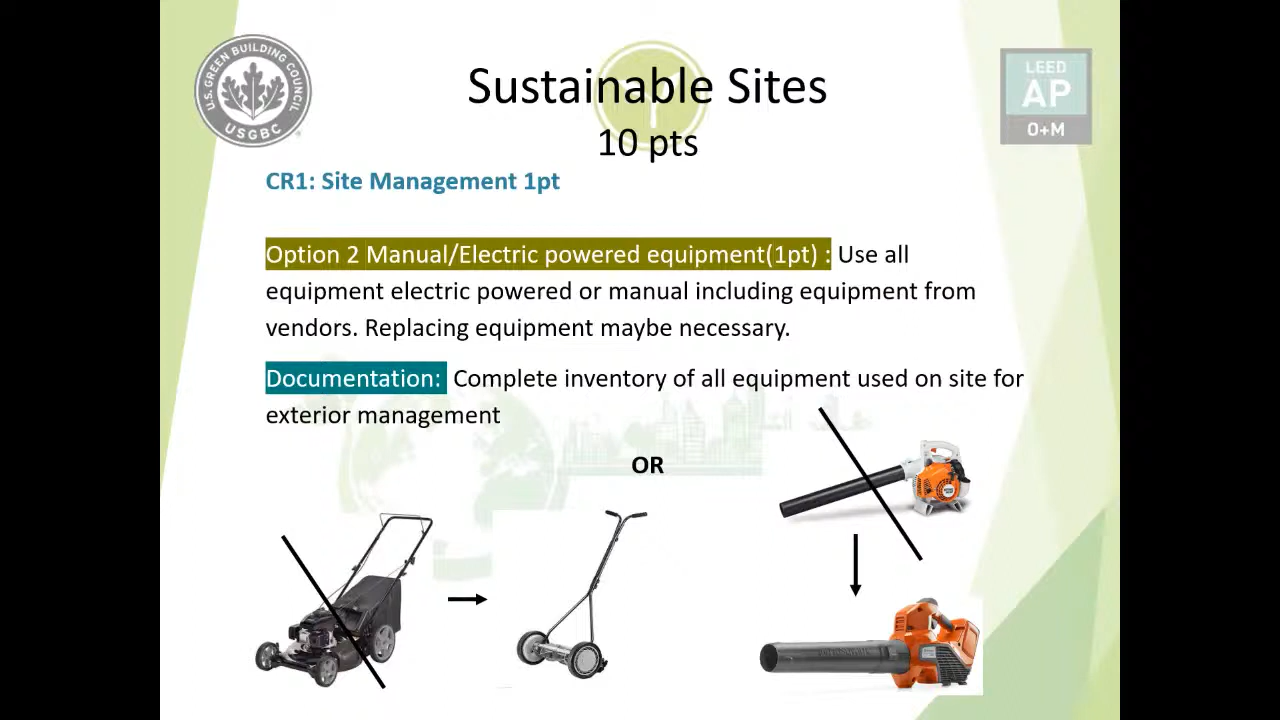 U.S. GREEN BUILDING COUNCIL
USGBC
Sustainable Sites
10 pts
LEED
AP
O+M
CR1: Site Management 1pt
Option 2 Manual/Electric powered equipment(1pt) : Use all
equipment electric powered or manual including equipment from
vendors. Replacing equipment maybe necessary.
Documentation: Complete inventory of all equipment used on site for
exterior management
OR